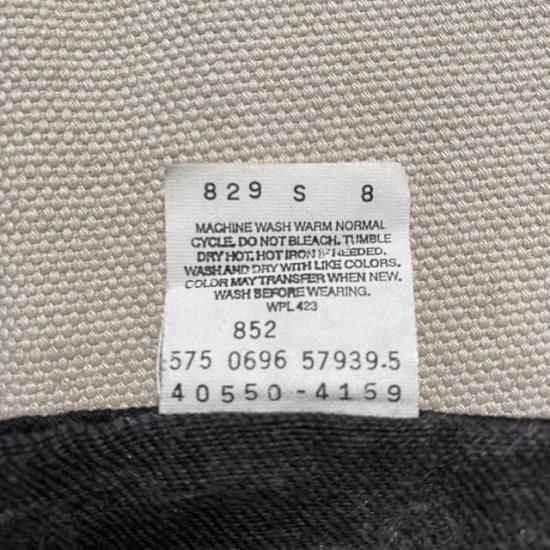 829 S 8
MACHINE WASH WARM NORMAL
CYCLE. DO NOT BLEACH. TUMBLE
DRY HOT. HOT IRON IF NEEDED.
WASH AND DRY WITH LIKE COLORS.
COLOR MAY TRANSFER WHEN NEW.
WASH BEFORE WEARING.
WPL 423
852
575 0696 57939.5
40550-4159